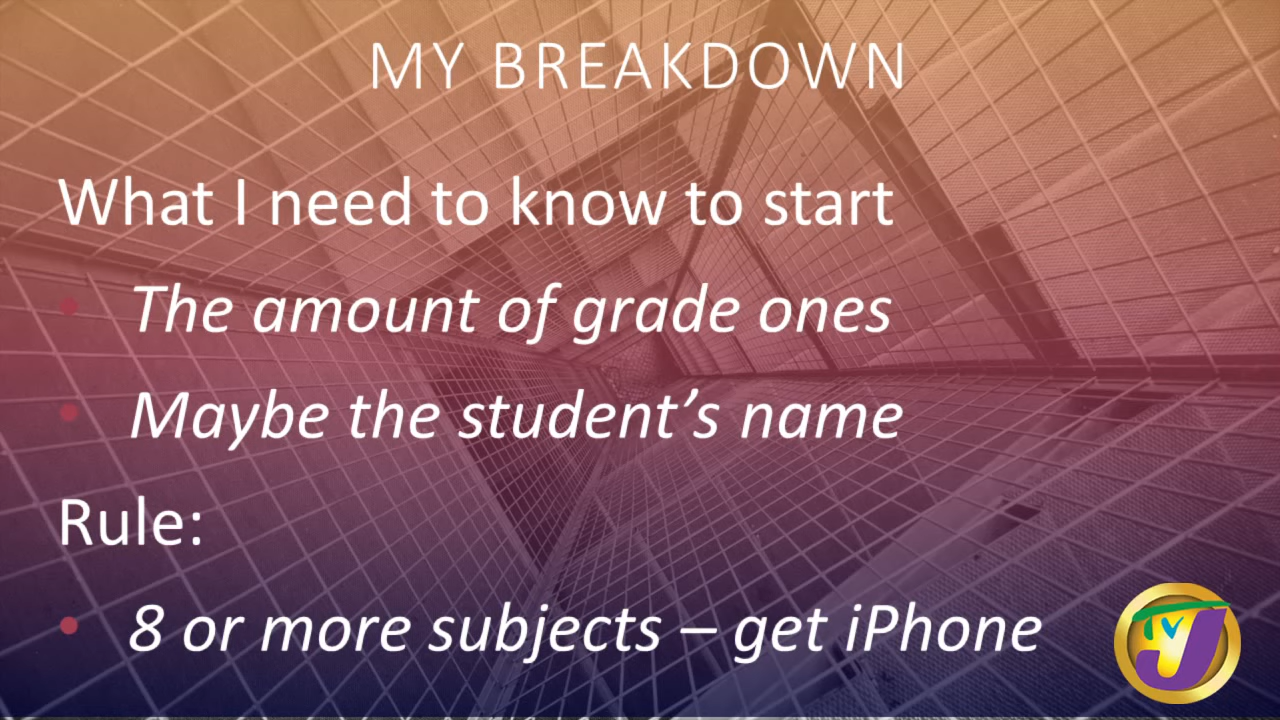 MY BREAKDOWN
What I need to know to start
• The amount of grade ones
• Maybe the student’s name
Rule:
• 8 or more subjects – get iPhone
TVJ